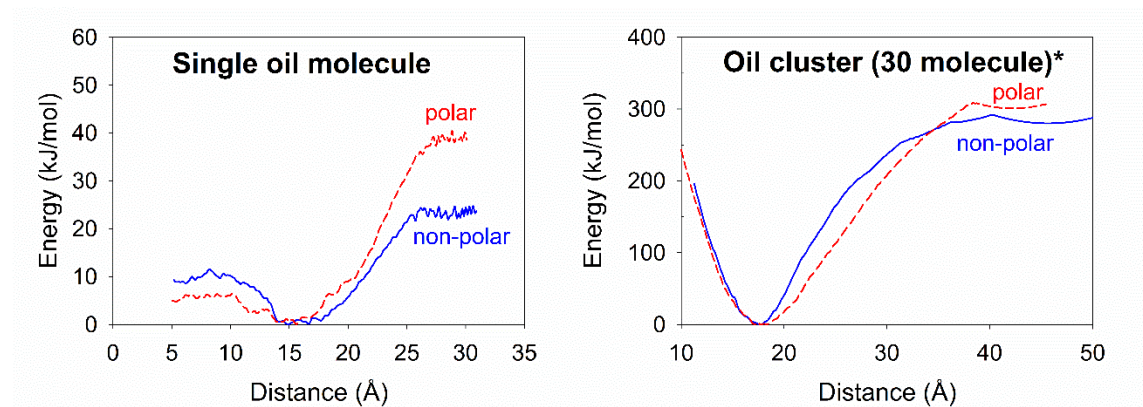 Single oil molecule
60
50
40
30
20
10
0
Energy (kJ/mol)
polar
non-polar
0 5 10 15 20 25 30 35
Distance (Å)
Oil cluster (30 molecule)*
400
300
200
100
0
Energy (kJ/mol)
polar
non-polar
10 20 30 40 50
Distance (Å)